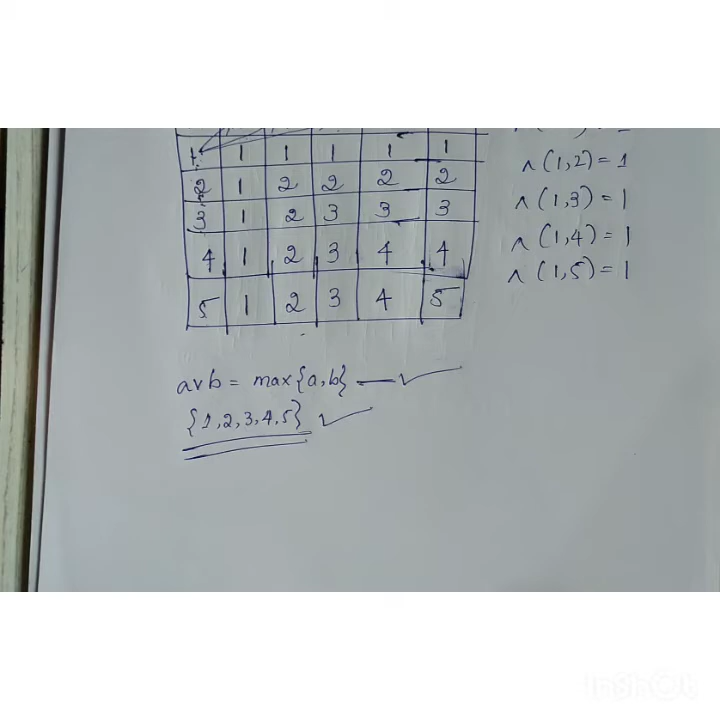 1 1 1 1 1 1
2 1 2 2 2 2
3 1 2 3 3 3
4 1 2 3 4 4
5 1 2 3 4 5
∧ (1,2) = 1
∧ (1,3) = 1
∧ (1,4) = 1
∧ (1,5) = 1
a∨b = max{a,b}
{1,2,3,4,5}
InShOt